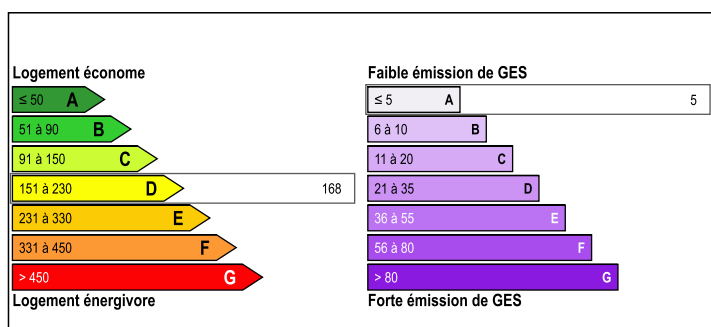 Logement économe
≤ 50 A
51 à 90 B
91 à 150 C
151 à 230 D 168
231 à 330 E
331 à 450 F
> 450 G
Logement énergivore
Faible émission de GES
≤ 5 A 5
6 à 10 B
11 à 20 C
21 à 35 D
36 à 55 E
56 à 80 F
> 80 G
Forte émission de GES